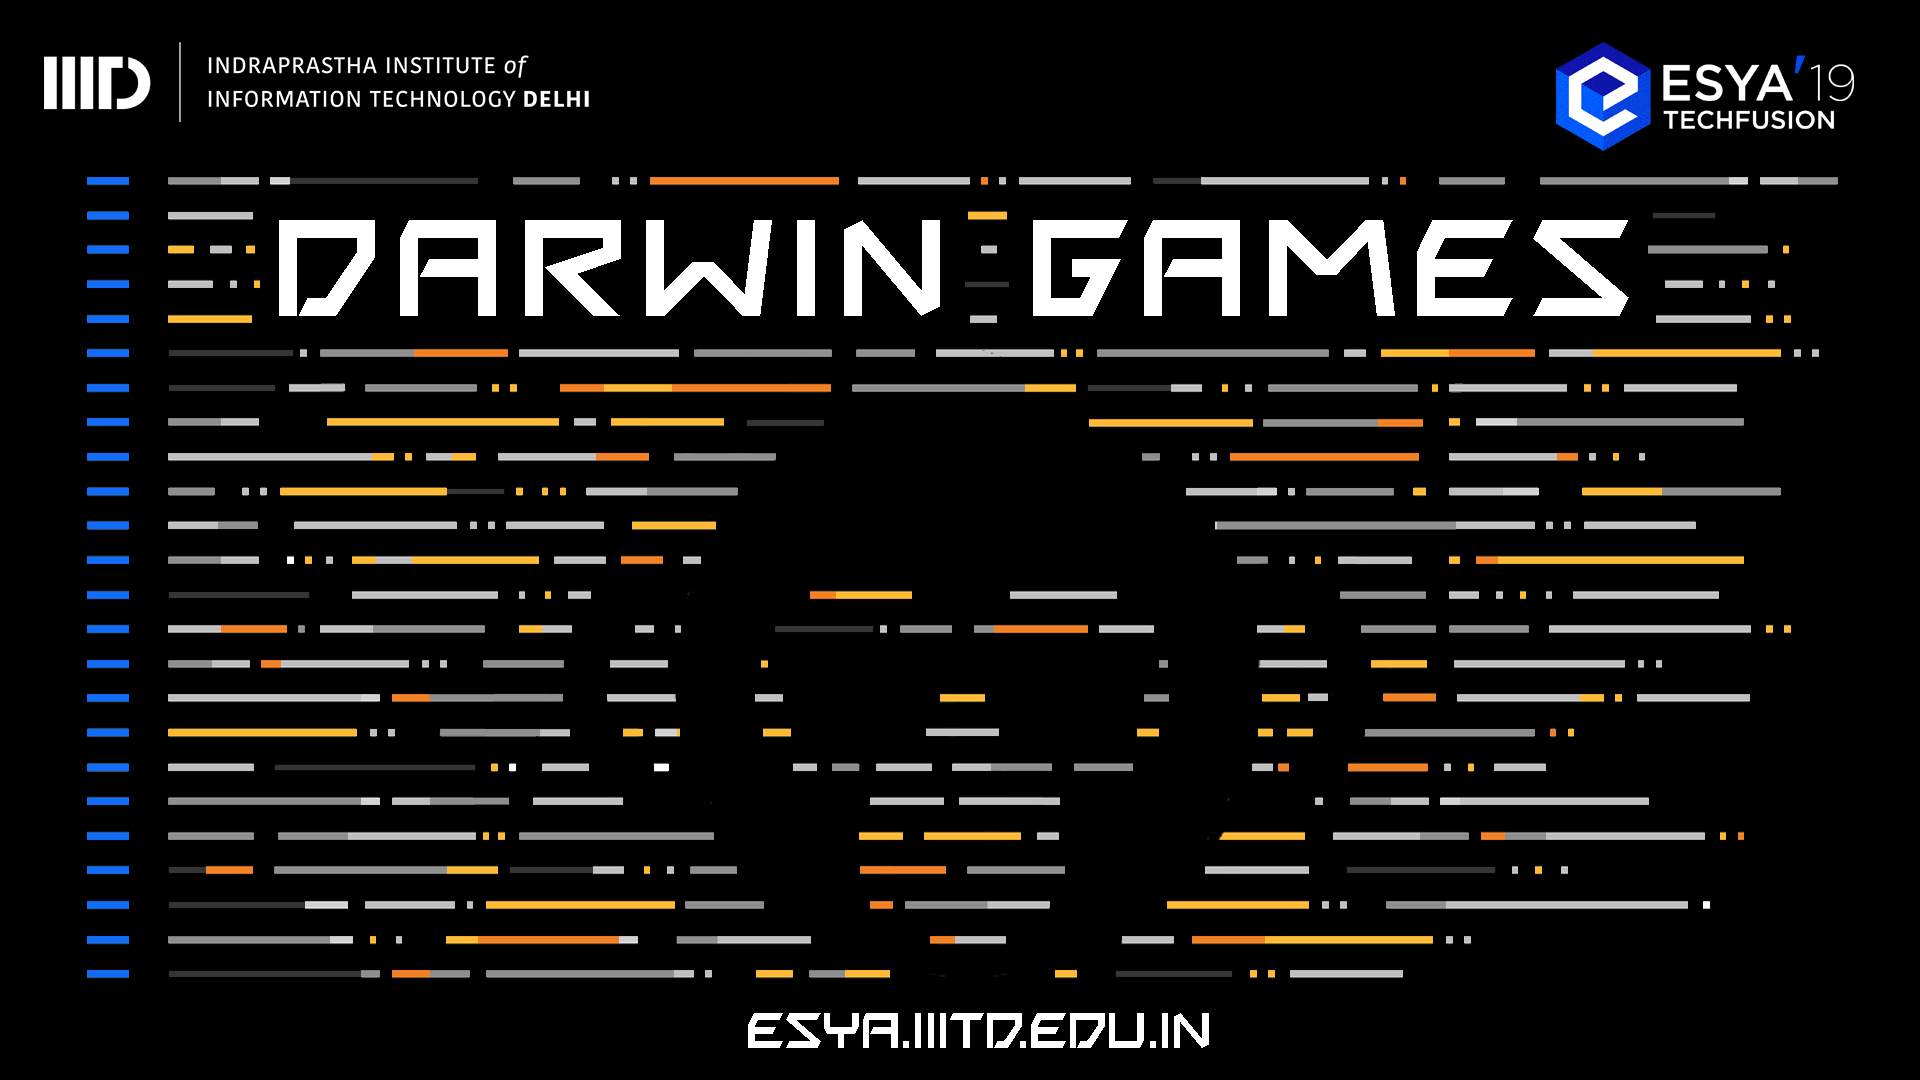 IIITD
INDRAPRASTHA INSTITUTE of
INFORMATION TECHNOLOGY DELHI
ESYA'19
TECHFUSION
DARWIN GAMES
ESYA.IIITD.EDU.IN